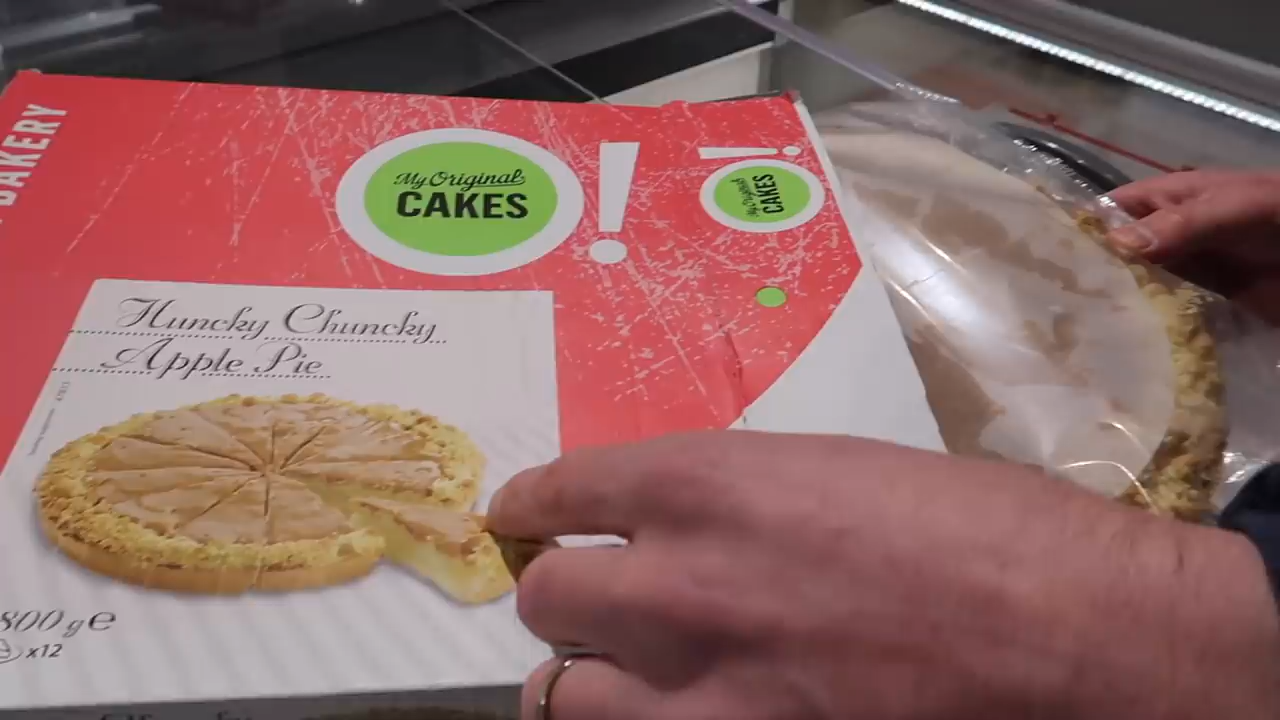 BAKERY
My Original
CAKES
!
My Original
CAKES
!
Huncky Chuncky
Apple Pie
800 g e
x12